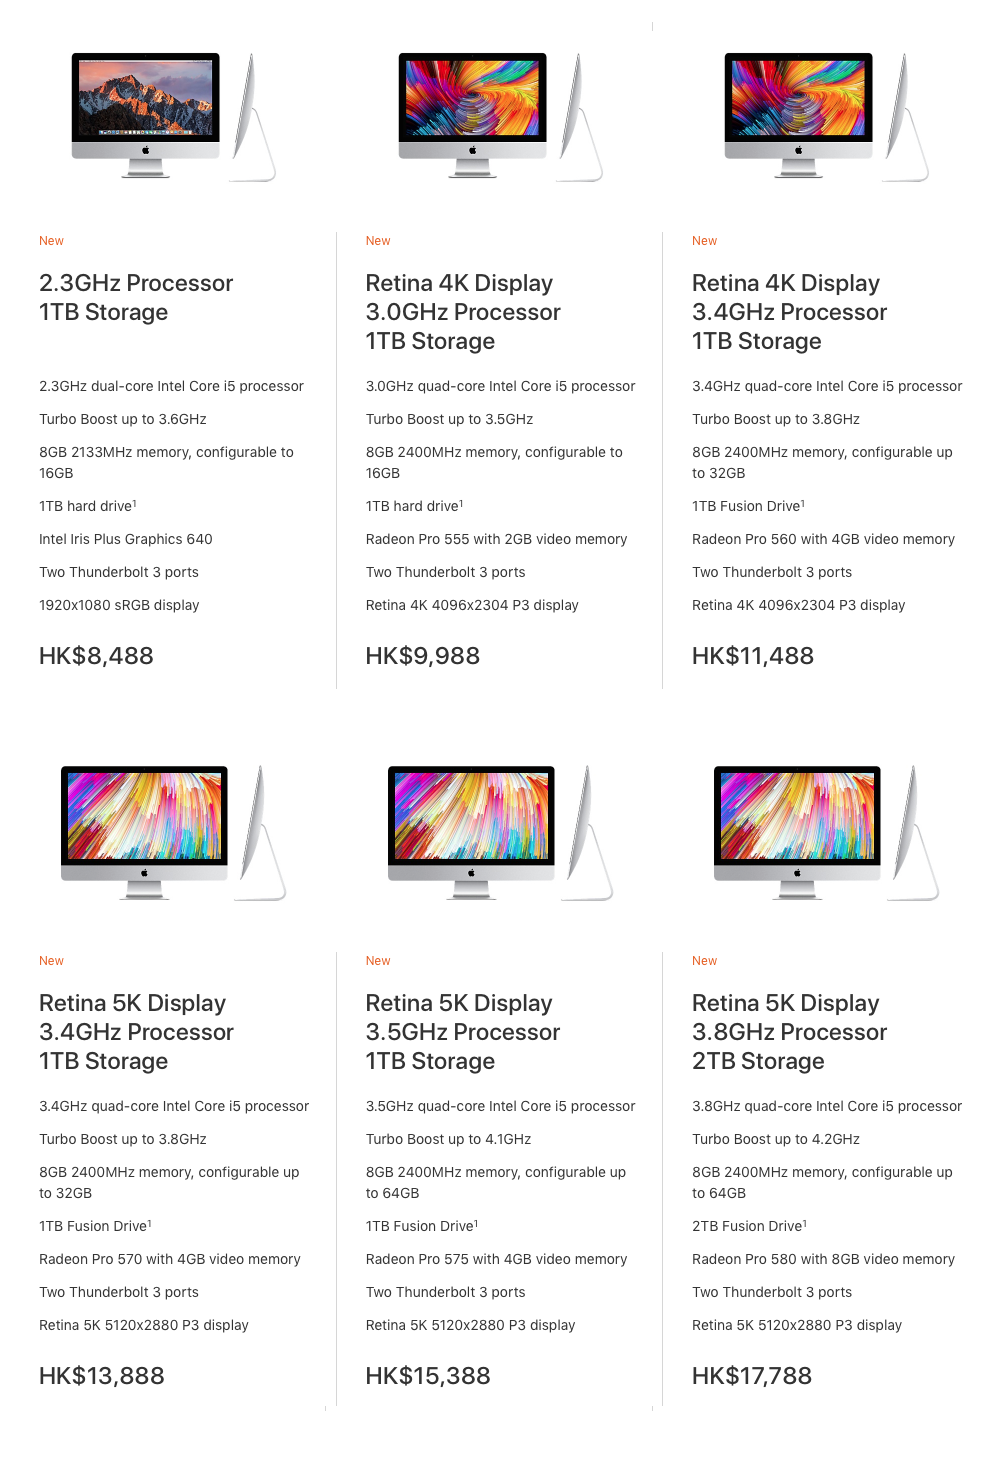 New
2.3GHz Processor
1TB Storage
2.3GHz dual-core Intel Core i5 processor
Turbo Boost up to 3.6GHz
8GB 2133MHz memory, configurable to
16GB
1TB hard drive¹
Intel Iris Plus Graphics 640
Two Thunderbolt 3 ports
1920x1080 sRGB display
HK$8,488
New
Retina 4K Display
3.0GHz Processor
1TB Storage
3.0GHz quad-core Intel Core i5 processor
Turbo Boost up to 3.5GHz
8GB 2400MHz memory, configurable to
16GB
1TB hard drive¹
Radeon Pro 555 with 2GB video memory
Two Thunderbolt 3 ports
Retina 4K 4096x2304 P3 display
HK$9,988
New
Retina 4K Display
3.4GHz Processor
1TB Storage
3.4GHz quad-core Intel Core i5 processor
Turbo Boost up to 3.8GHz
8GB 2400MHz memory, configurable up
to 32GB
1TB Fusion Drive¹
Radeon Pro 560 with 4GB video memory
Two Thunderbolt 3 ports
Retina 4K 4096x2304 P3 display
HK$11,488
New
Retina 5K Display
3.4GHz Processor
1TB Storage
3.4GHz quad-core Intel Core i5 processor
Turbo Boost up to 3.8GHz
8GB 2400MHz memory, configurable up
to 32GB
1TB Fusion Drive¹
Radeon Pro 570 with 4GB video memory
Two Thunderbolt 3 ports
Retina 5K 5120x2880 P3 display
HK$13,888
New
Retina 5K Display
3.5GHz Processor
1TB Storage
3.5GHz quad-core Intel Core i5 processor
Turbo Boost up to 4.1GHz
8GB 2400MHz memory, configurable up
to 64GB
1TB Fusion Drive¹
Radeon Pro 575 with 4GB video memory
Two Thunderbolt 3 ports
Retina 5K 5120x2880 P3 display
HK$15,388
New
Retina 5K Display
3.8GHz Processor
2TB Storage
3.8GHz quad-core Intel Core i5 processor
Turbo Boost up to 4.2GHz
8GB 2400MHz memory, configurable up
to 64GB
2TB Fusion Drive¹
Radeon Pro 580 with 8GB video memory
Two Thunderbolt 3 ports
Retina 5K 5120x2880 P3 display
HK$17,788